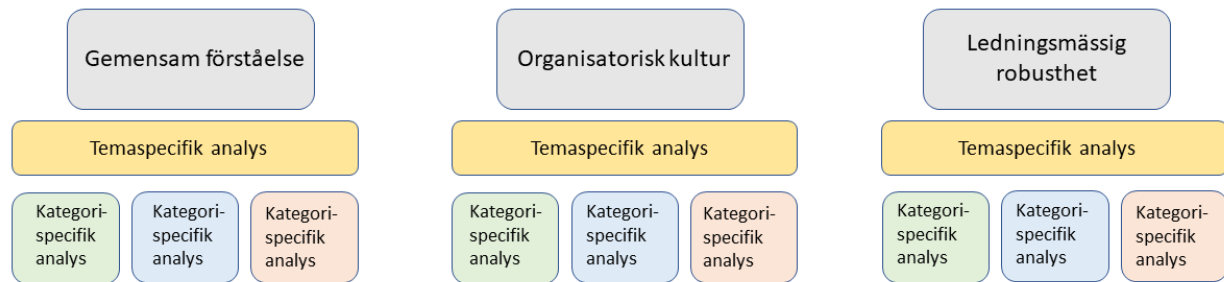 Gemensam förståelse
Organisatorisk kultur
Ledningsmässig
robusthet
Temaspecifik analys
Temaspecifik analys
Temaspecifik analys
Kategori-
specifik
analys
Kategori-
specifik
analys
Kategori-
specifik
analys
Kategori-
specifik
analys
Kategori-
specifik
analys
Kategori-
specifik
analys
Kategori-
specifik
analys
Kategori-
specifik
analys
Kategori-
specifik
analys